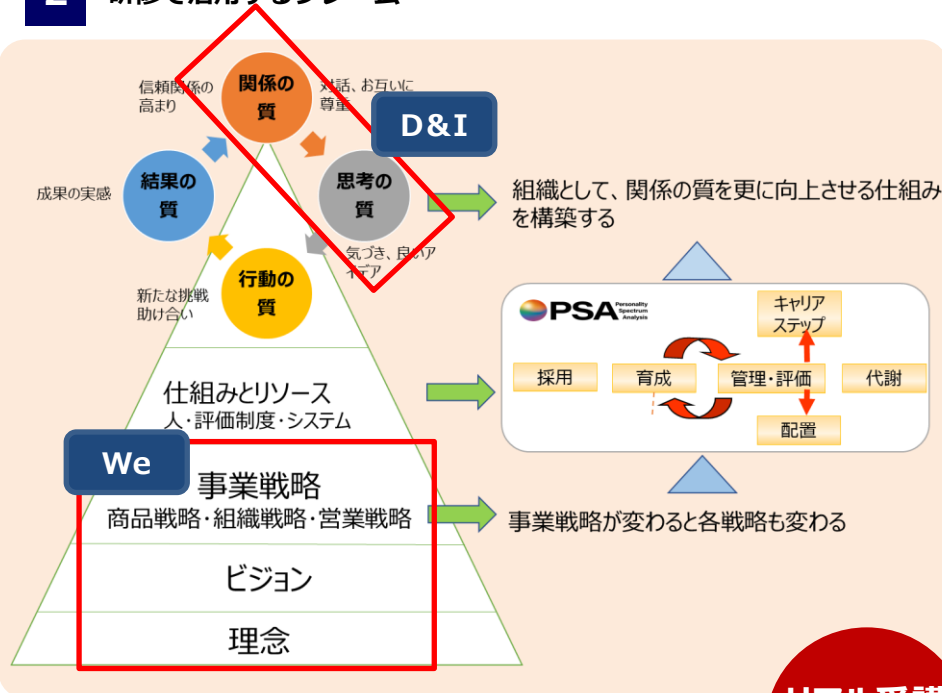 2 研修で活用するフレーム
信頼関係の
高まり
関係の
質
対話、お互いに
尊重
D&I
成果の実感
結果の
質
思考の
質
気づき、良いア
イデア
行動の
質
新たな挑戦
助け合い
組織として、関係の質を更に向上させる仕組み
を構築する
PSA Personality
Spectrum
Analysis
キャリア
ステップ
採用
育成
管理・評価
代謝
配置
仕組みとリソース
人・評価制度・システム
We
事業戦略
商品戦略・組織戦略・営業戦略
事業戦略が変わると各戦略も変わる
ビジョン
理念
リアル受講